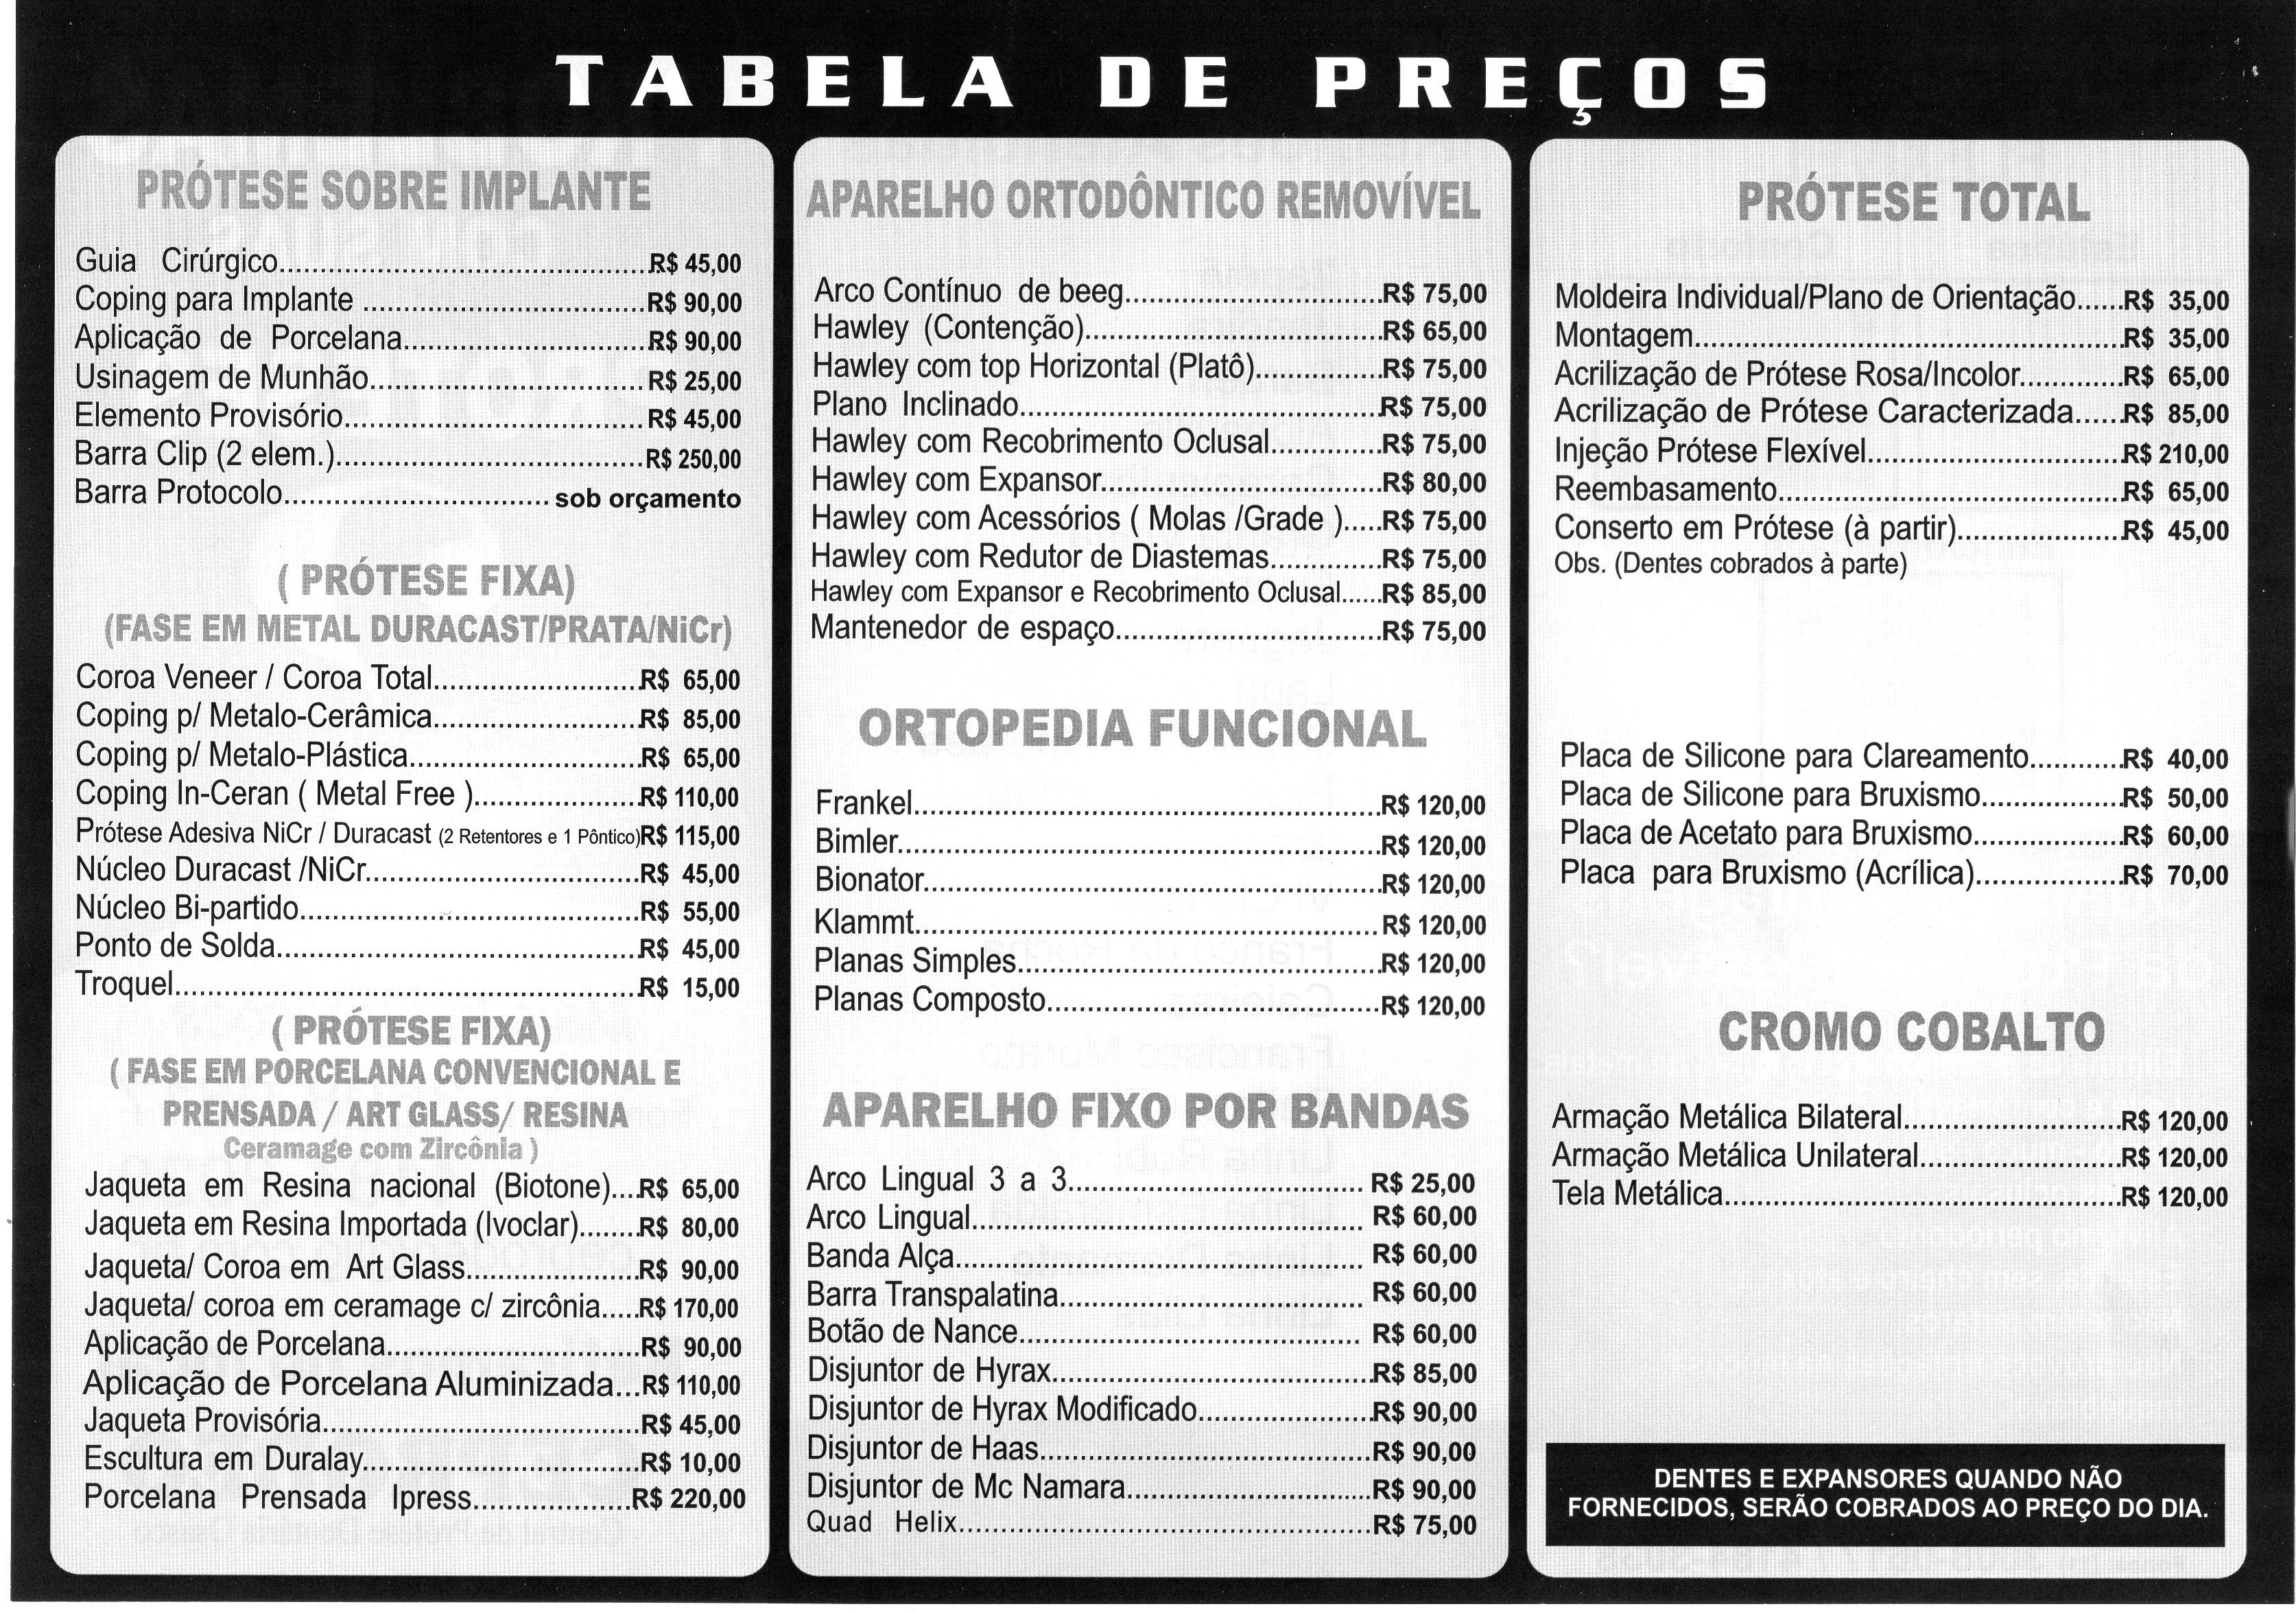 TABELA DE PREÇOS
PRÓTESE SOBRE IMPLANTE
Guia Cirúrgico..............................................R$ 45,00
Coping para Implante ...................................R$ 90,00
Aplicação de Porcelana..............................R$ 90,00
Usinagem de Munhão..................................R$ 25,00
Elemento Provisório.....................................R$ 45,00
Barra Clip (2 elem.)......................................R$ 250,00
Barra Protocolo................................ sob orçamento
( PRÓTESE FIXA)
(FASE EM METAL DURACAST/PRATA/NiCr)
Coroa Veneer / Coroa Total.........................R$ 65,00
Coping p/ Metalo-Cerâmica.........................R$ 85,00
Coping p/ Metalo-Plástica............................R$ 65,00
Coping In-Ceran ( Metal Free ).....................R$ 110,00
Prótese Adesiva NiCr / Duracast (2 Retentores e 1 Pôntico)R$ 115,00
Núcleo Duracast /NiCr..................................R$ 45,00
Núcleo Bi-partido..........................................R$ 55,00
Ponto de Solda.............................................R$ 45,00
Troquel.........................................................R$ 15,00
( PRÓTESE FIXA)
( FASE EM PORCELANA CONVENCIONAL E
PRENSADA / ART GLASS/ RESINA
Ceramage com Zircônia )
Jaqueta em Resina nacional (Biotone)...R$ 65,00
Jaqueta em Resina Importada (Ivoclar).......R$ 80,00
Jaqueta/ Coroa em Art Glass.....................R$ 90,00
Jaqueta/ coroa em ceramage c/ zircônia....R$ 170,00
Aplicação de Porcelana...............................R$ 90,00
Aplicação de Porcelana Aluminizada...R$ 110,00
Jaqueta Provisória.......................................R$ 45,00
Escultura em Duralay..................................R$ 10,00
Porcelana Prensada Ipress...................R$ 220,00
APARELHO ORTODÔNTICO REMOVÍVEL
Arco Contínuo de beeg...............................R$ 75,00
Hawley (Contenção)....................................R$ 65,00
Hawley com top Horizontal (Platô)...............R$ 75,00
Plano Inclinado............................................R$ 75,00
Hawley com Recobrimento Oclusal.............R$ 75,00
Hawley com Expansor..................................R$ 80,00
Hawley com Acessórios ( Molas /Grade ).....R$ 75,00
Hawley com Redutor de Diastemas.............R$ 75,00
Hawley com Expansor e Recobrimento Oclusal......R$ 85,00
Mantenedor de espaço................................R$ 75,00
ORTOPEDIA FUNCIONAL
Frankel.........................................................R$ 120,00
Bimler...........................................................R$ 120,00
Bionator........................................................R$ 120,00
Klammt.........................................................R$ 120,00
Planas Simples............................................R$ 120,00
Planas Composto........................................R$ 120,00
APARELHO FIXO POR BANDAS
Arco Lingual 3 a 3.................................... R$ 25,00
Arco Lingual................................................ R$ 60,00
Banda Alça.................................................. R$ 60,00
Barra Transpalatina..................................... R$ 60,00
Botão de Nance.......................................... R$ 60,00
Disjuntor de Hyrax.......................................R$ 85,00
Disjuntor de Hyrax Modificado.....................R$ 90,00
Disjuntor de Haas........................................R$ 90,00
Disjuntor de Mc Namara..............................R$ 90,00
Quad Helix..................................................R$ 75,00
PRÓTESE TOTAL
Moldeira Individual/Plano de Orientação......R$ 35,00
Montagem....................................................R$ 35,00
Acrilização de Prótese Rosa/Incolor.............R$ 65,00
Acrilização de Prótese Caracterizada......R$ 85,00
Injeção Prótese Flexível...............................R$ 210,00
Reembasamento..........................................R$ 65,00
Conserto em Prótese (à partir)....................R$ 45,00
Obs. (Dentes cobrados à parte)
Placa de Silicone para Clareamento...........R$ 40,00
Placa de Silicone para Bruxismo.................R$ 50,00
Placa de Acetato para Bruxismo..................R$ 60,00
Placa para Bruxismo (Acrílica)..................R$ 70,00
CROMO COBALTO
Armação Metálica Bilateral..........................R$ 120,00
Armação Metálica Unilateral........................R$ 120,00
Tela Metálica................................................R$ 120,00
DENTES E EXPANSORES QUANDO NÃO
FORNECIDOS, SERÃO COBRADOS AO PREÇO DO DIA.